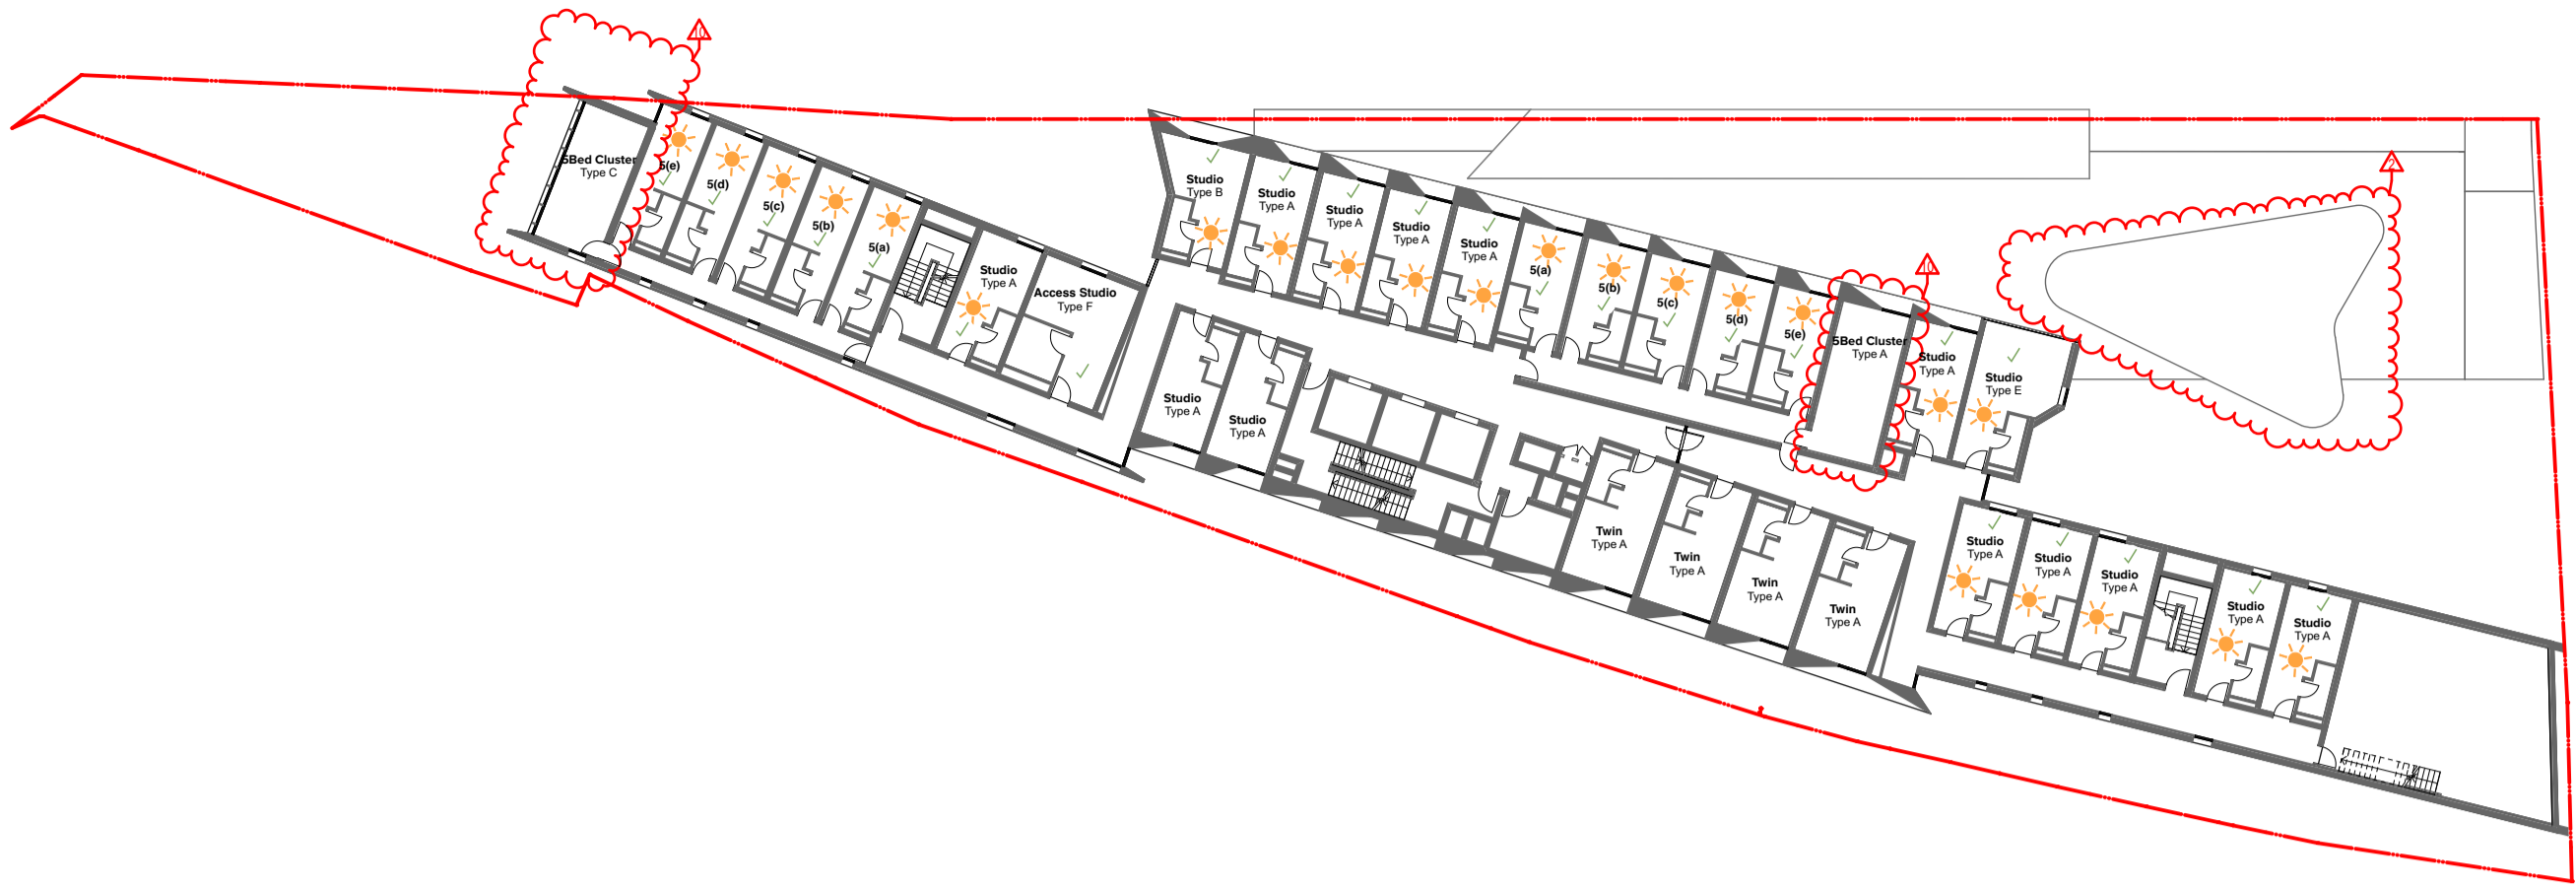 10
5Bed Cluster
Type C
5(e)
5(d)
5(c)
5(b)
5(a)
Studio
Type A
Access Studio
Type F
Studio
Type B
Studio
Type A
Studio
Type A
Studio
Type A
Studio
Type A
5(a)
5(b)
5(c)
5(d)
5(e)
10
5Bed Cluster
Type A
Studio
Type A
Studio
Type E
2
Studio
Type A
Studio
Type A
Twin
Type A
Twin
Type A
Twin
Type A
Twin
Type A
Studio
Type A
Studio
Type A
Studio
Type A
Studio
Type A
Studio
Type A